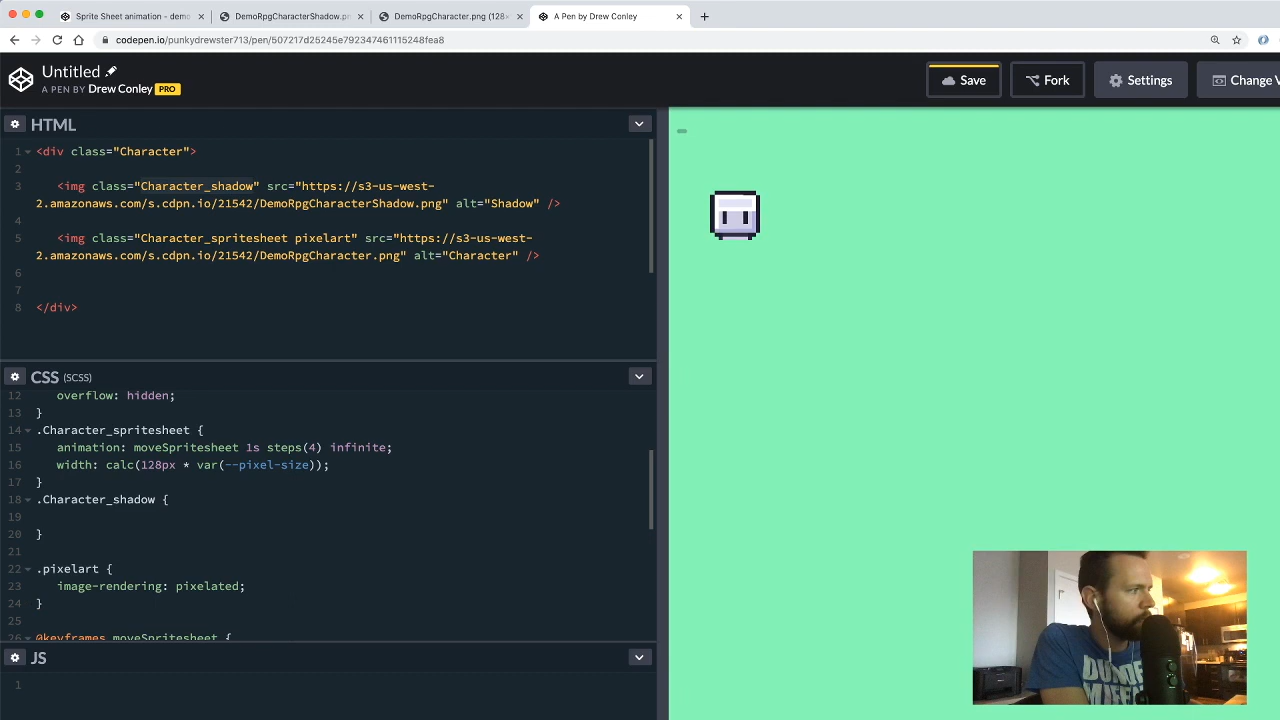 Sprite Sheet animation - demo
DemoRpgCharacterShadow.pn
DemoRpgCharacter.png (128×
A Pen by Drew Conley
codepen.io/punkydrewster713/pen/507217d25245e792347461115248fea8
Untitled
A PEN BY Drew Conley PRO
Save
Fork
Settings
Change V
HTML
1 <div class="Character">
2
3 <img class="Character_shadow" src="https://s3-us-west-
2.amazonaws.com/s.cdpn.io/21542/DemoRpgCharacterShadow.png" alt="Shadow" />
4
5 <img class="Character_spritesheet pixelart" src="https://s3-us-west-
2.amazonaws.com/s.cdpn.io/21542/DemoRpgCharacter.png" alt="Character" />
6
7
8 </div>
CSS (SCSS)
12 overflow: hidden;
13 }
14 .Character_spritesheet {
15 animation: moveSpritesheet 1s steps(4) infinite;
16 width: calc(128px * var(--pixel-size));
17 }
18 .Character_shadow {
19
20 }
21
22 .pixelart {
23 image-rendering: pixelated;
24 }
25
26 @keyframes moveSpritesheet {
JS
1